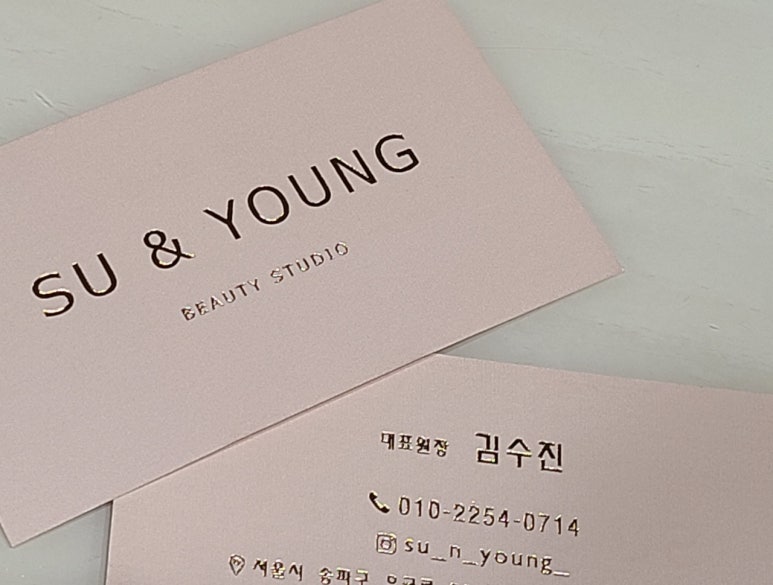 SU & YOUNG
BEAUTY STUDIO
대표원장 김수진
010-2254-0714
su_n_young_
서울시 송파구